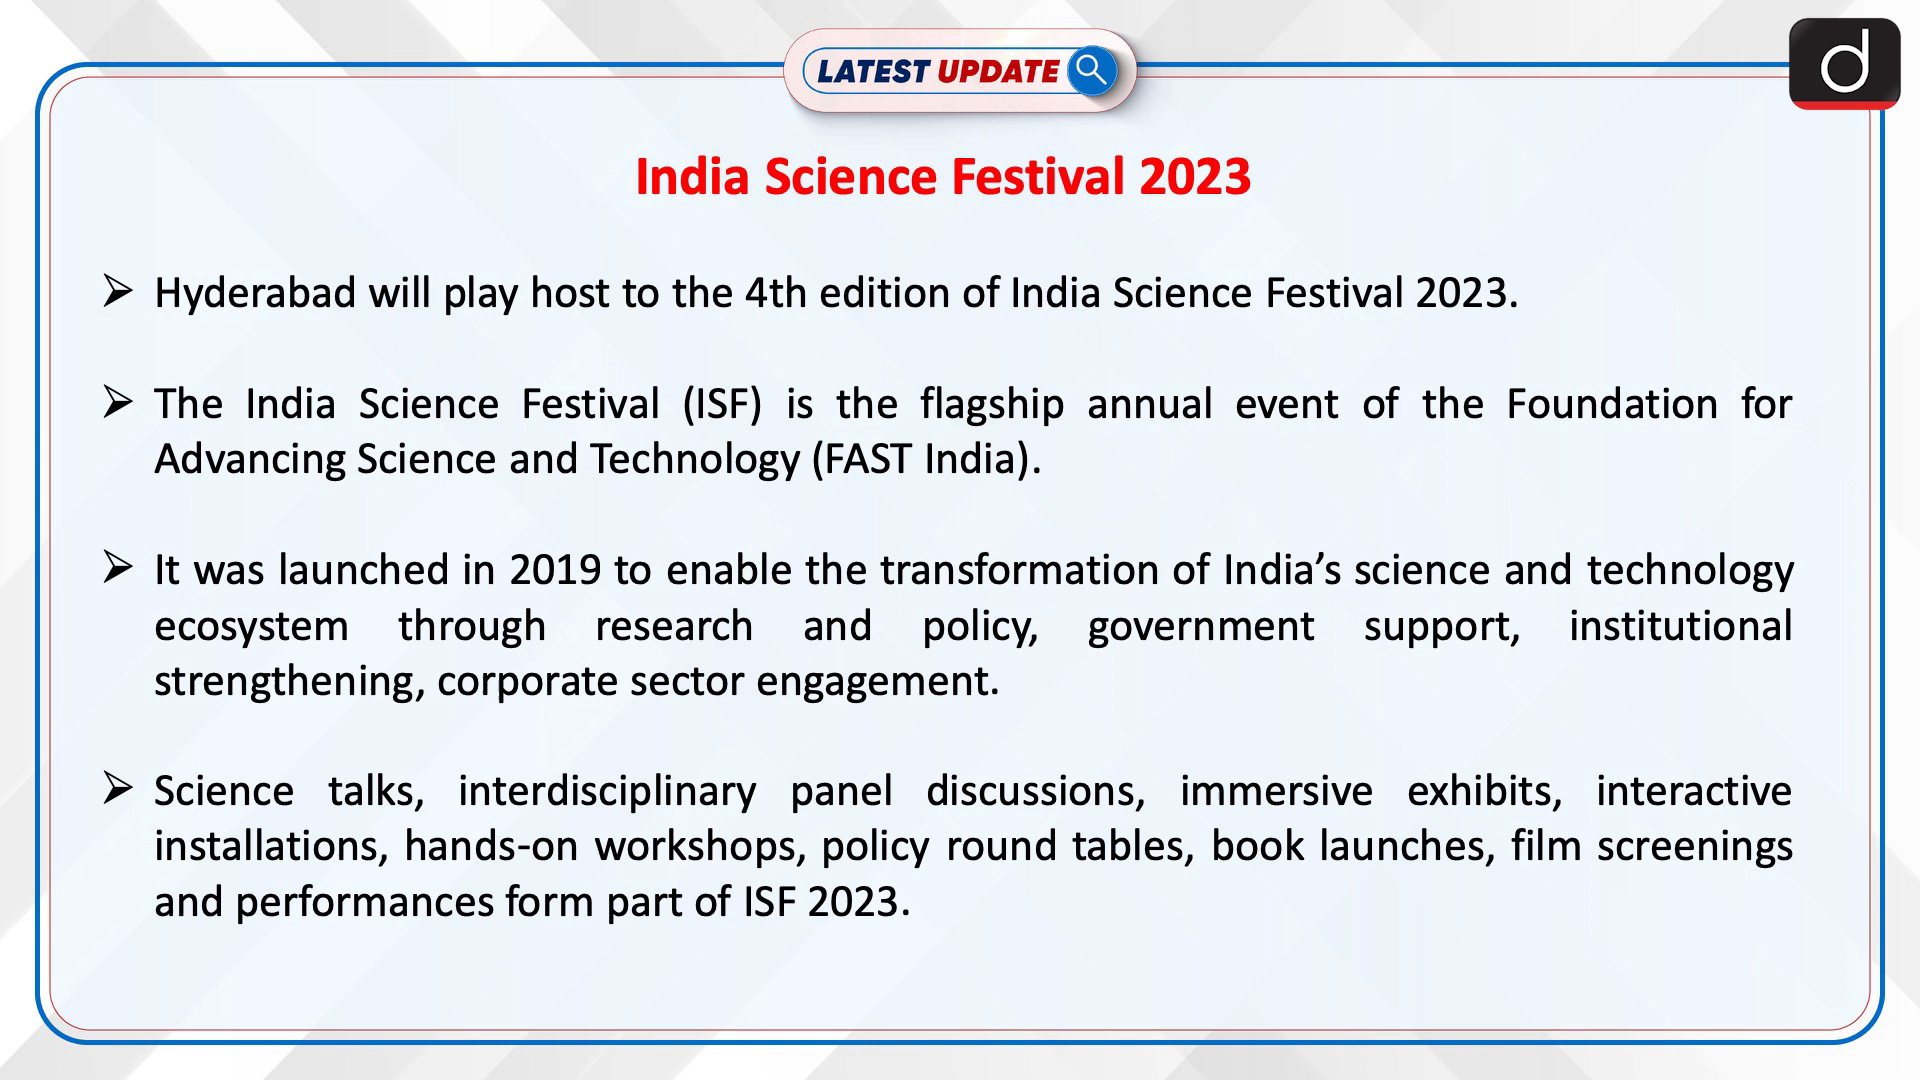 LATEST UPDATE
d
India Science Festival 2023
➢ Hyderabad will play host to the 4th edition of India Science Festival 2023.
➢ The India Science Festival (ISF) is the flagship annual event of the Foundation for
Advancing Science and Technology (FAST India).
➢ It was launched in 2019 to enable the transformation of India’s science and technology
ecosystem through research and policy, government support, institutional
strengthening, corporate sector engagement.
➢ Science talks, interdisciplinary panel discussions, immersive exhibits, interactive
installations, hands-on workshops, policy round tables, book launches, film screenings
and performances form part of ISF 2023.